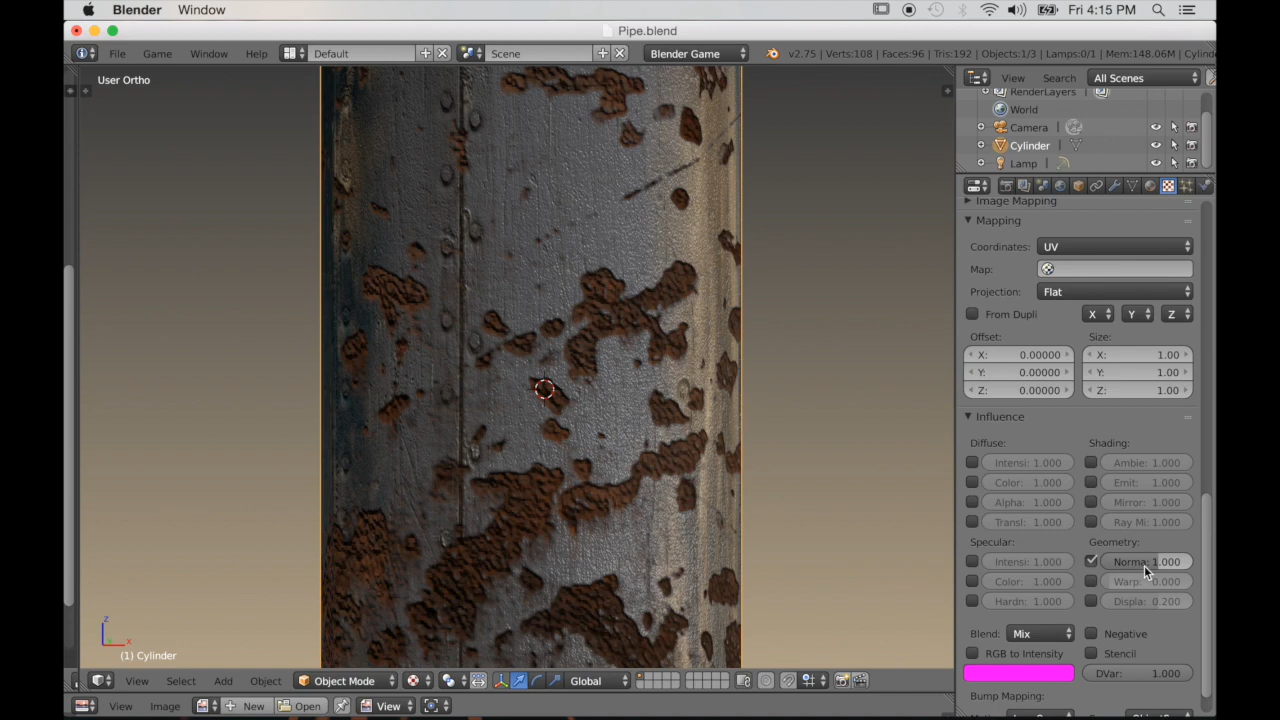 Blender Window Fri 4:15 PM
Pipe.blend
File Game Window Help Default Scene Blender Game v2.75 | Verts:108 | Faces:96 | Tris:192 | Objects:1/3 | Lamps:0/1 | Mem:148.06M | Cylinde
User Ortho
View Search All Scenes
RenderLayers
World
Camera
Cylinder
Lamp
Image Mapping
Mapping
Coordinates: UV
Map:
Projection: Flat
From Dupli X Y Z
Offset: Size:
X: 0.00000 X: 1.00
Y: 0.00000 Y: 1.00
Z: 0.00000 Z: 1.00
Influence
Diffuse: Shading:
Intensi: 1.000 Ambie: 1.000
Color: 1.000 Emit: 1.000
Alpha: 1.000 Mirror: 1.000
Transl: 1.000 Ray Mi: 1.000
Specular: Geometry:
Intensi: 1.000 Norma: 1.000
Color: 1.000 Warp: 0.000
Hardn: 1.000 Displa: 0.200
Blend: Mix Negative
RGB to Intensity Stencil
DVar: 1.000
Bump Mapping:
z
x
(1) Cylinder
View Select Add Object Object Mode Global
View Image New Open View